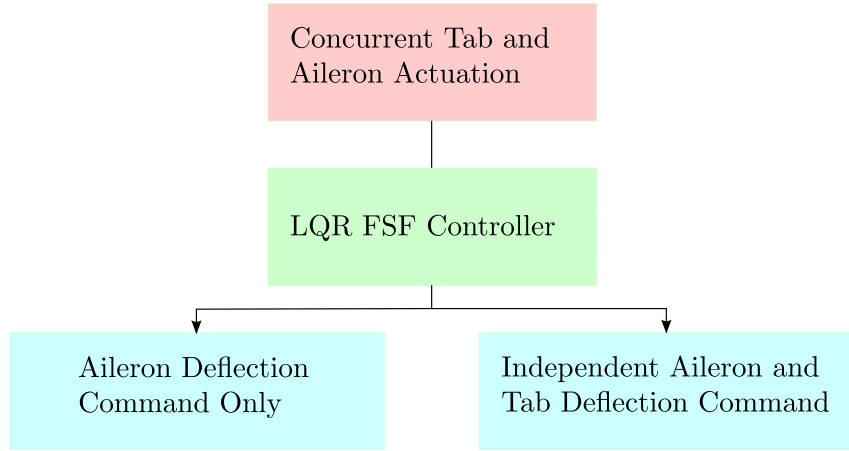 Concurrent Tab and
Aileron Actuation
LQR FSF Controller
Aileron Deflection
Command Only
Independent Aileron and
Tab Deflection Command